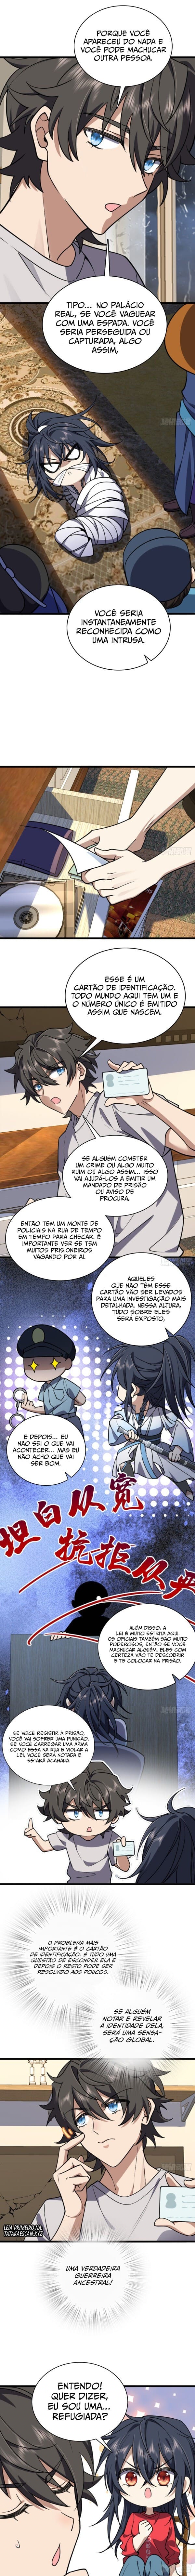 PORQUE VOCÊ
APARECEU DO NADA E
VOCÊ PODE MACHUCAR
OUTRA PESSOA.
TIPO... NO PALÁCIO
REAL, SE VOCÊ VAGUEAR
COM UMA ESPADA. VOCÊ
SERIA PERSEGUIDA OU
CAPTURADA, ALGO
ASSIM,
VOCÊ SERIA
INSTANTANEAMENTE
RECONHECIDA COMO
UMA INTRUSA.
ESSE É UM
CARTÃO DE IDENTIFICAÇÃO.
TODO MUNDO AQUI TEM UM E
O NÚMERO ÚNICO É EMITIDO
ASSIM QUE NASCEM.
SE ALGUÉM COMETER
UM CRIME OU ALGO MUITO
RUIM OU ALGO ASSIM... ISSO
VAI AJUDÁ-LOS A EMITIR UM
MANDADO DE PRISÃO
OU AVISO DE
PROCURA,
ENTÃO TEM UM MONTE DE
POLICIAIS NA RUA DE TEMPO
EM TEMPO PARA CHECAR. É
IMPORTANTE VER SE TEM
MUITOS PRISIONEIROS
VAGANDO POR AÍ.
AQUELES
QUE NÃO TÊM ESSE
CARTÃO VÃO SER LEVADOS
PARA UMA INVESTIGAÇÃO MAIS
DETALHADA. NESSA ALTURA,
TUDO SOBRE ELES
SERÁ EXPOSTO,
E DEPOIS... EU
NÃO SEI O QUE VAI
ACONTECER... MAS EU
NÃO ACHO QUE VAI
SER BOM.
坦白从宽
抗拒从严
ALÉM DISSO, A
LEI É MUITO ESTRITA AQUI.
OS OFICIAIS TAMBÉM SÃO MUITO
PODEROSOS. ENTÃO SE VOCÊ
MACHUCAR ALGUÉM, ELES COM
CERTEZA VÃO TE DESCOBRIR
E TE COLOCAR NA PRISÃO.
SE VOCÊ RESISTIR À PRISÃO,
VOCÊ VAI SOFRER UMA PUNIÇÃO.
SE VOCÊ CARREGAR UMA ARMA
COMO ESSA NA RUA E VIOLAR A
LEI, VOCÊ SERÁ NOTADA E
ESTARÁ ACABADA.
O PROBLEMA MAIS
IMPORTANTE É O CARTÃO
DE IDENTIFICAÇÃO. É TUDO UMA
QUESTÃO DE ESCONDER ELA E
DEPOIS O RESTO PODE SER
RESOLVIDO AOS POUCOS.
SE ALGUÉM
NOTAR E REVELAR
A IDENTIDADE DELA,
SERÁ UMA SENSA-
ÇÃO GLOBAL.
LEIA PRIMEIRO NA
TATAKAESCAN.XYZ
UMA VERDADEIRA
GUERREIRA
ANCESTRAL!
ENTENDO!
QUER DIZER,
EU SOU UMA...
REFUGIADA?